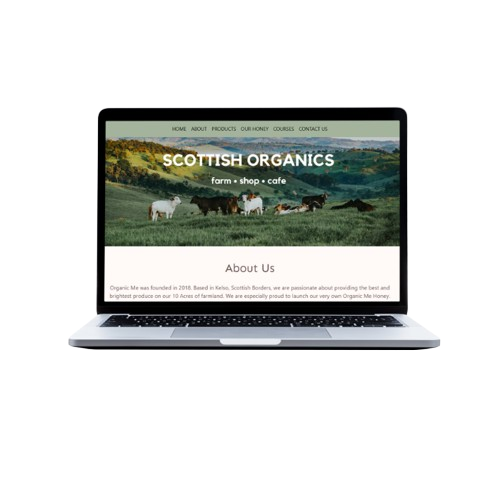 HOME ABOUT PRODUCTS OUR HONEY COURSES CONTACT US
SCOTTISH ORGANICS
farm • shop • cafe
About Us
Organic Me was founded in 2018. Based in Kelso, Scottish Borders, we are passionate about providing the best and
brightest produce on our 10 Acres of farmland. We are especially proud to launch our very own Organic Me Honey.